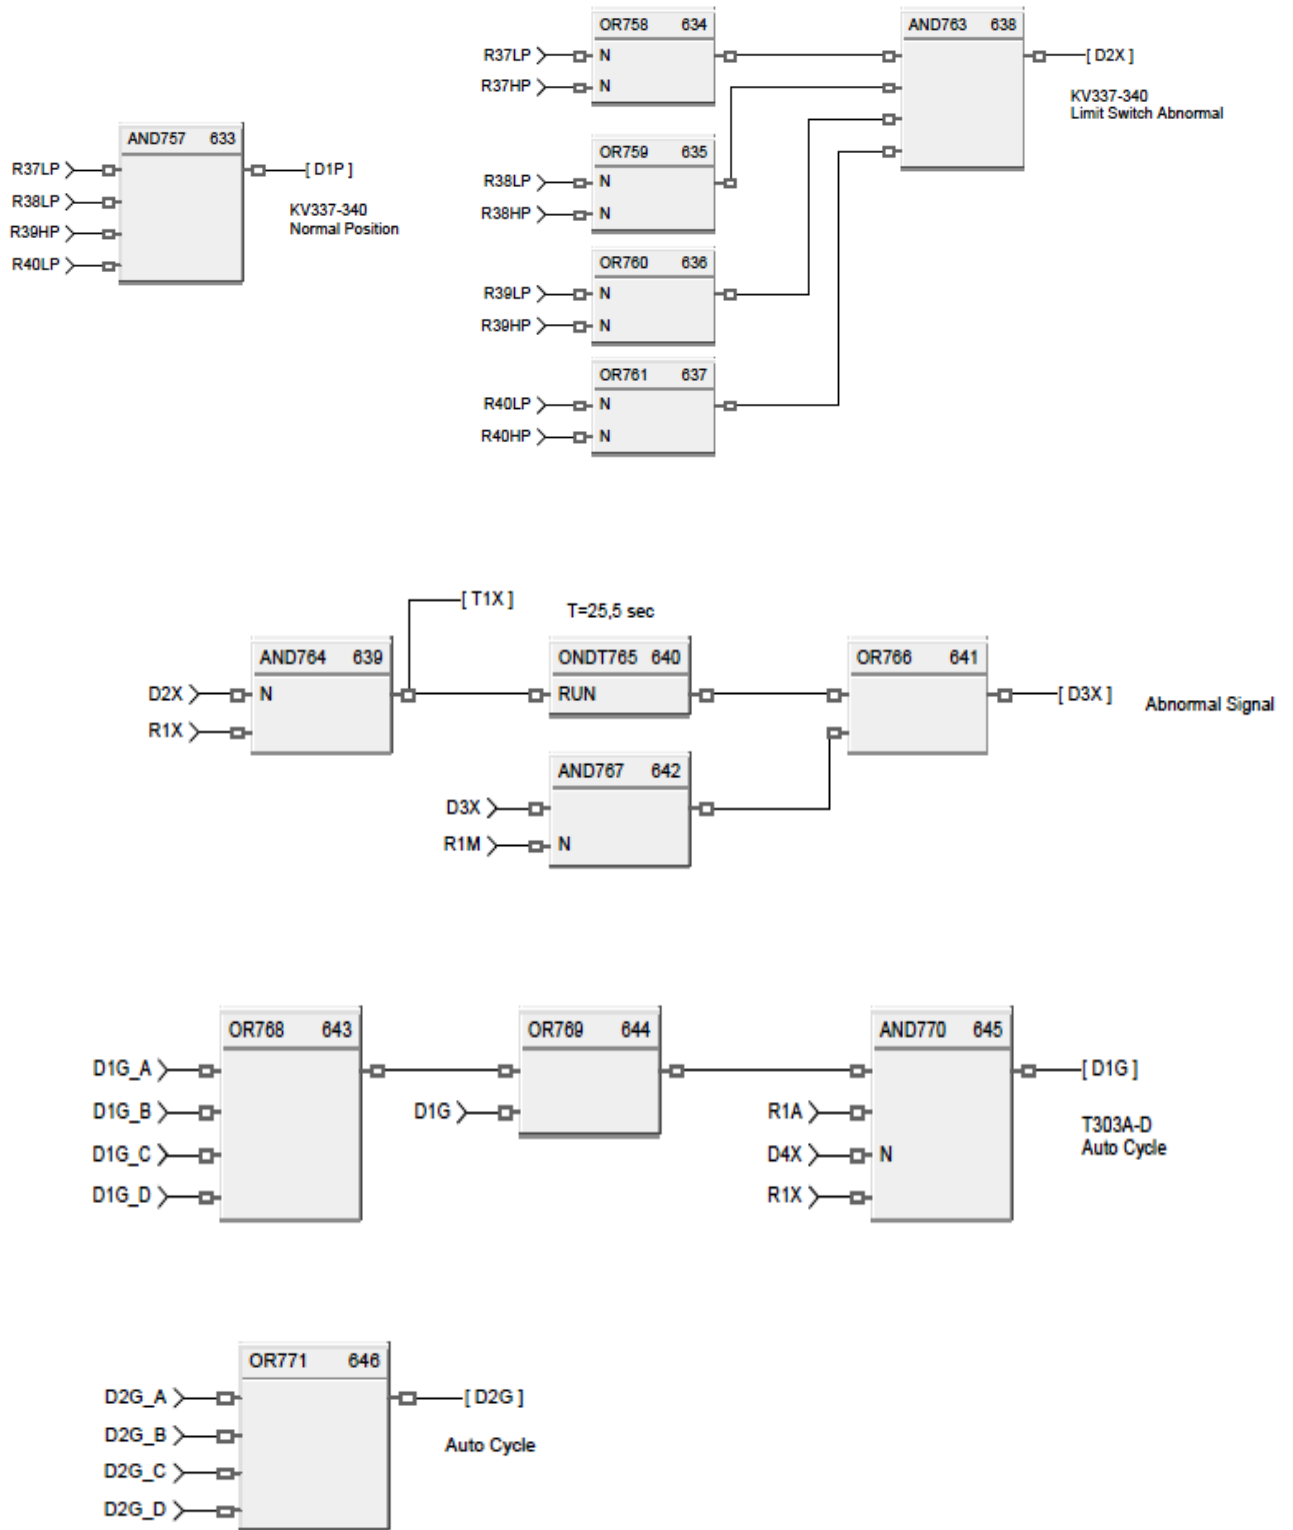 OR758 634
R37LP N
R37HP N
AND763 638
[ D2X ]
KV337-340
Limit Switch Abnormal
AND757 633
R37LP
R38LP
R39HP
R40LP
[ D1P ]
KV337-340
Normal Position
OR759 635
R38LP N
R38HP N
OR760 636
R39LP N
R39HP N
OR761 637
R40LP N
R40HP N
[ T1X ]
T=25,5 sec
AND764 639
D2X N
R1X
ONDT765 640
RUN
OR766 641
[ D3X ]
Abnormal Signal
AND767 642
D3X
R1M N
OR768 643
D1G_A
D1G_B
D1G_C
D1G_D
OR769 644
D1G
AND770 645
R1A
D4X N
R1X
[ D1G ]
T303A-D
Auto Cycle
OR771 646
D2G_A
D2G_B
D2G_C
D2G_D
[ D2G ]
Auto Cycle